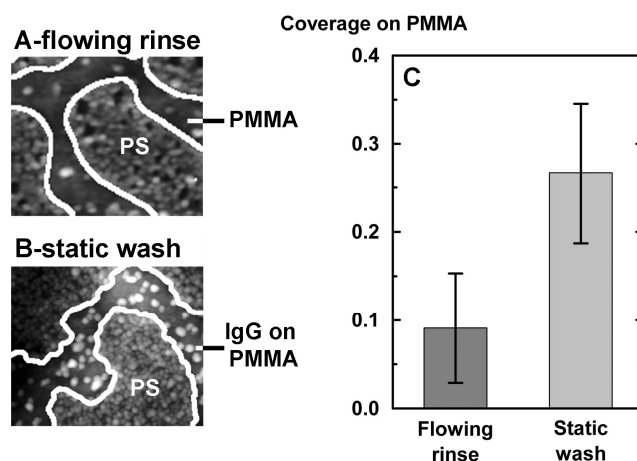 A-flowing rinse
PMMA
PS
B-static wash
IgG on
PMMA
PS
Coverage on PMMA
C
0.4
0.3
0.2
0.1
0.0
Flowing
rinse
Static
wash